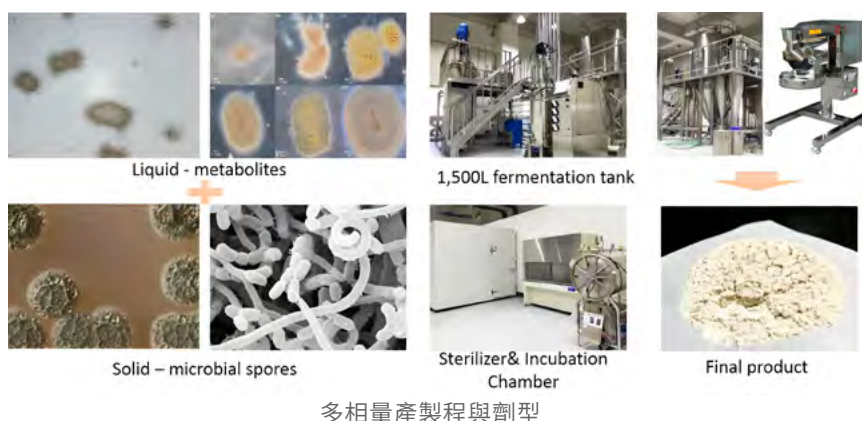 Liquid - metabolites
1,500L fermentation tank
Solid – microbial spores
Sterilizer& Incubation
Chamber
Final product
多相量產製程與劑型